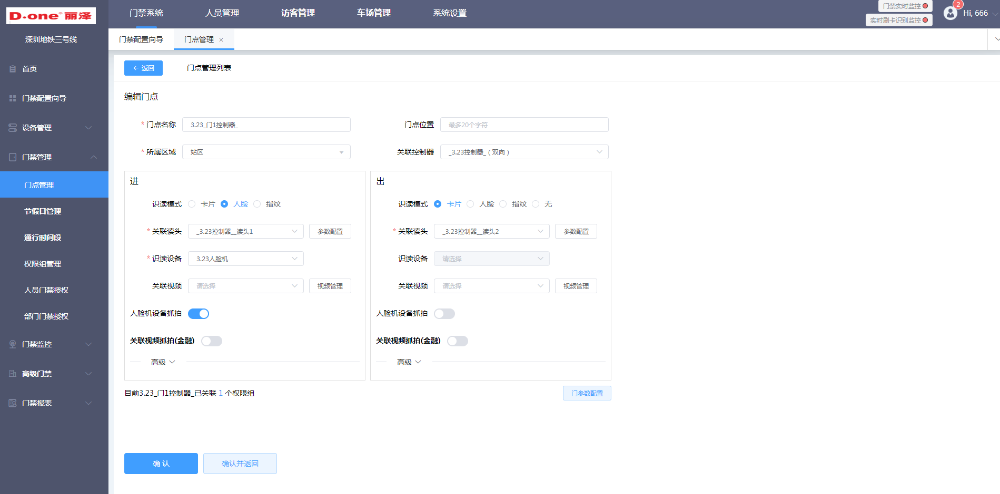 D.one® 丽泽
深圳地铁三号线
首页
门禁配置向导
设备管理
门禁管理
门点管理
节假日管理
通行时间段
权限组管理
人员门禁授权
部门门禁授权
门禁监控
高级门禁
门禁报表
门禁系统 人员管理 访客管理 车场管理 系统设置
门禁实时监控
实时刷卡识别监控
2
Hi, 666
门禁配置向导 门点管理 ×
← 返回 门点管理列表
编辑门点
* 门点名称 3.23_门1控制器_ 门点位置 最多20个字符
* 所属区域 站区 关联控制器 _3.23控制器_ ( 双向 )
进
识读模式 卡片 人脸 指纹
* 关联读头 _3.23控制器__读头1 参数配置
* 识读设备 3.23人脸机
关联视频 请选择 视频管理
人脸机设备抓拍
关联视频抓拍(金融)
高级
出
识读模式 卡片 人脸 指纹 无
* 关联读头 _3.23控制器__读头2 参数配置
识读设备 请选择
关联视频 请选择 视频管理
人脸机设备抓拍
关联视频抓拍(金融)
高级
目前3.23_门1控制器_已关联 1 个权限组 门参数配置
确 认 确认并返回